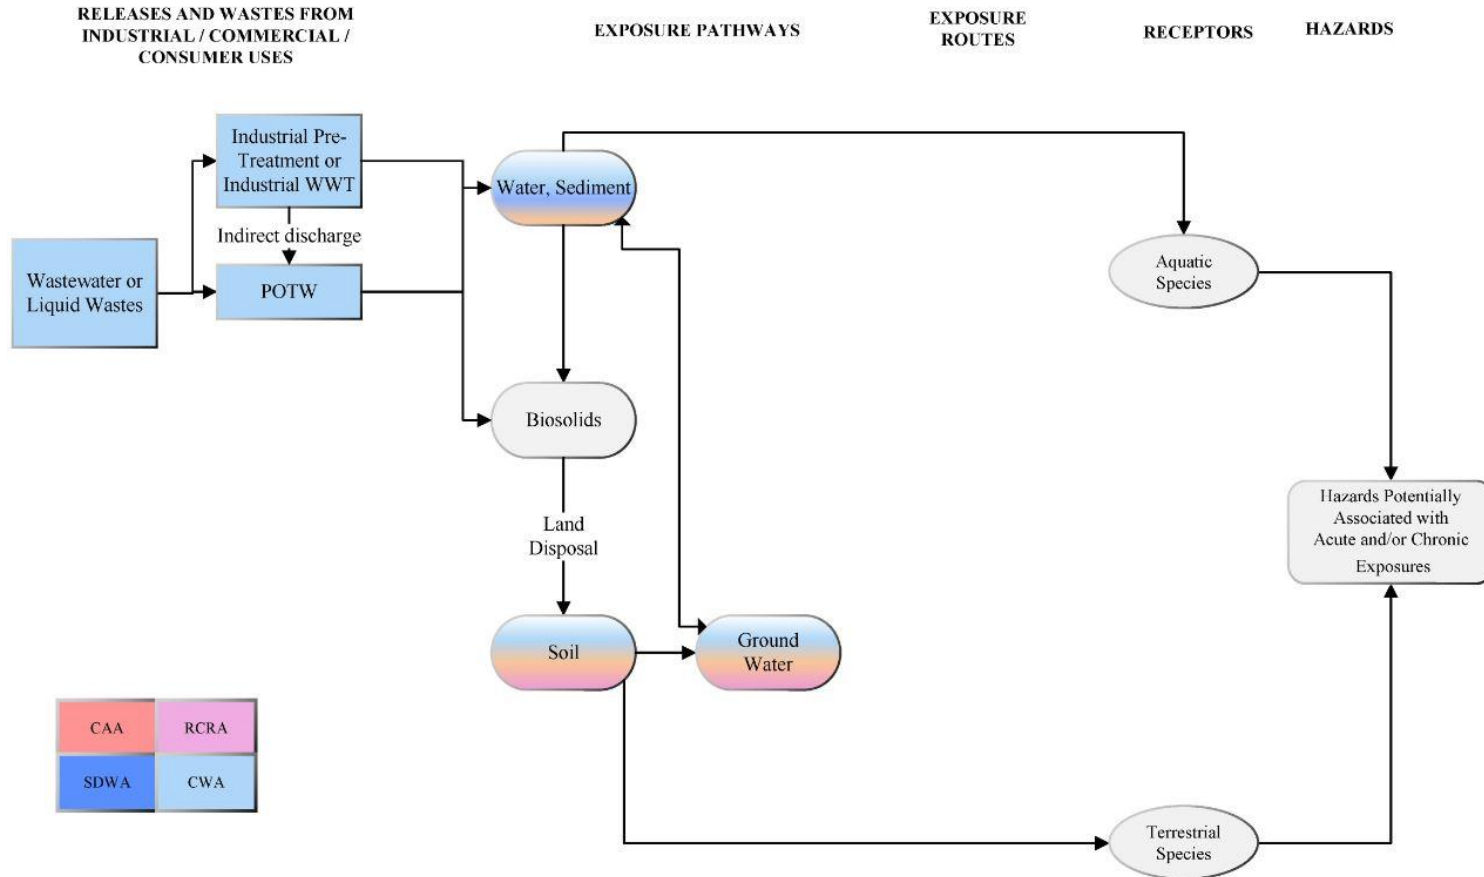 RELEASES AND WASTES FROM
INDUSTRIAL / COMMERCIAL /
CONSUMER USES
EXPOSURE PATHWAYS
EXPOSURE
ROUTES
RECEPTORS
HAZARDS
Industrial Pre-
Treatment or
Industrial WWT
Indirect discharge
Wastewater or
Liquid Wastes
POTW
Water, Sediment
Aquatic
Species
Biosolids
Land
Disposal
Hazards Potentially
Associated with
Acute and/or Chronic
Exposures
Soil
Ground
Water
CAA
RCRA
SDWA
CWA
Terrestrial
Species